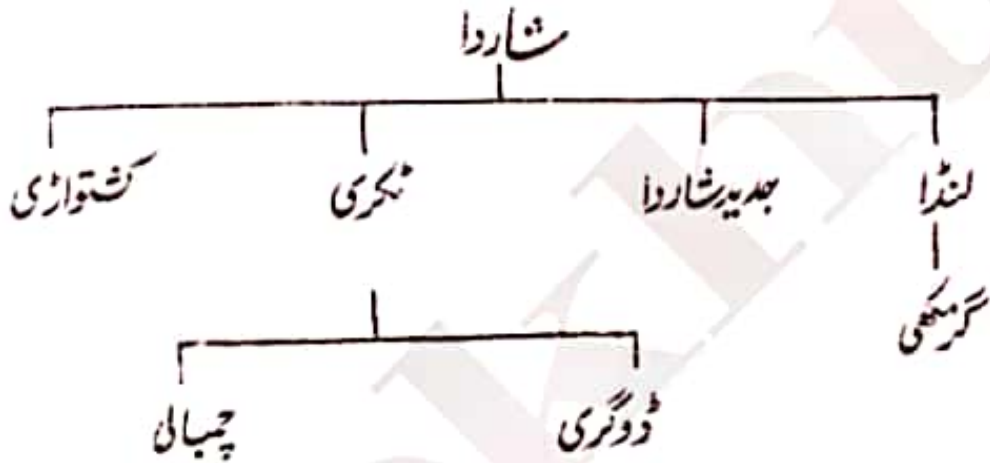 شاردا
لنڈا جدید شاردا ٹکری کشتواڑی
گرمکھی
ڈوگری چمبالی